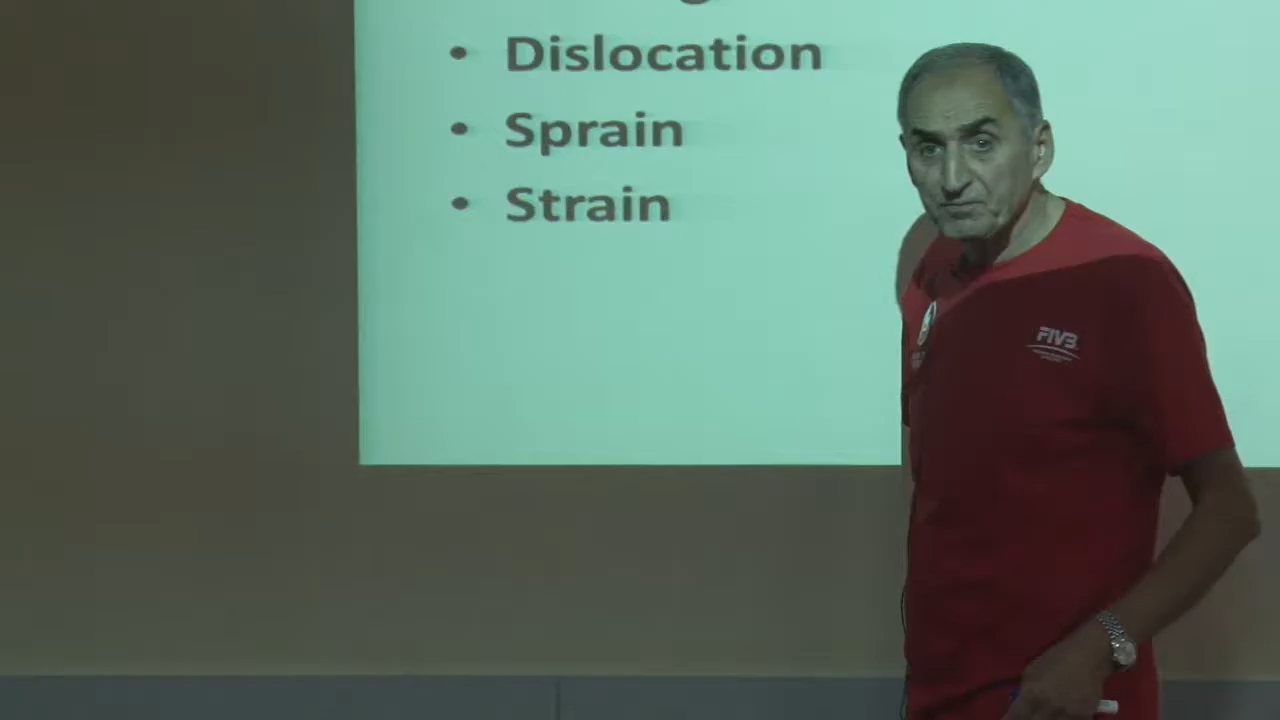 • Dislocation
• Sprain
• Strain
FIVB